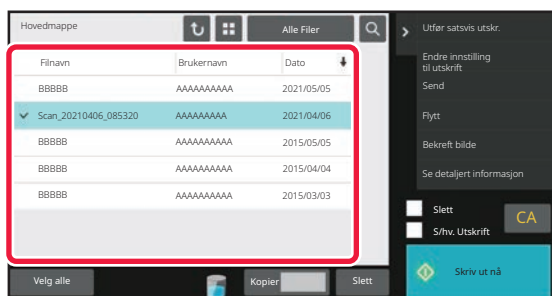 Hovedmappe
Alle Filer
Filnavn Brukernavn Dato
BBBBB AAAAAAAAAA 2021/05/05
Scan_20210406_085320 AAAAAAAAA 2021/04/06
BBBBB AAAAAAAAAA 2015/05/05
BBBBB AAAAAAAAAA 2015/04/04
BBBBB AAAAAAAAAA 2015/03/03
Velg alle
Kopier
Slett
Utfør satsvis utskr.
Endre innstilling
til utskrift
Send
Flytt
Bekreft bilde
Se detaljert informasjon
Slett
S/hv. Utskrift
CA
Skriv ut nå